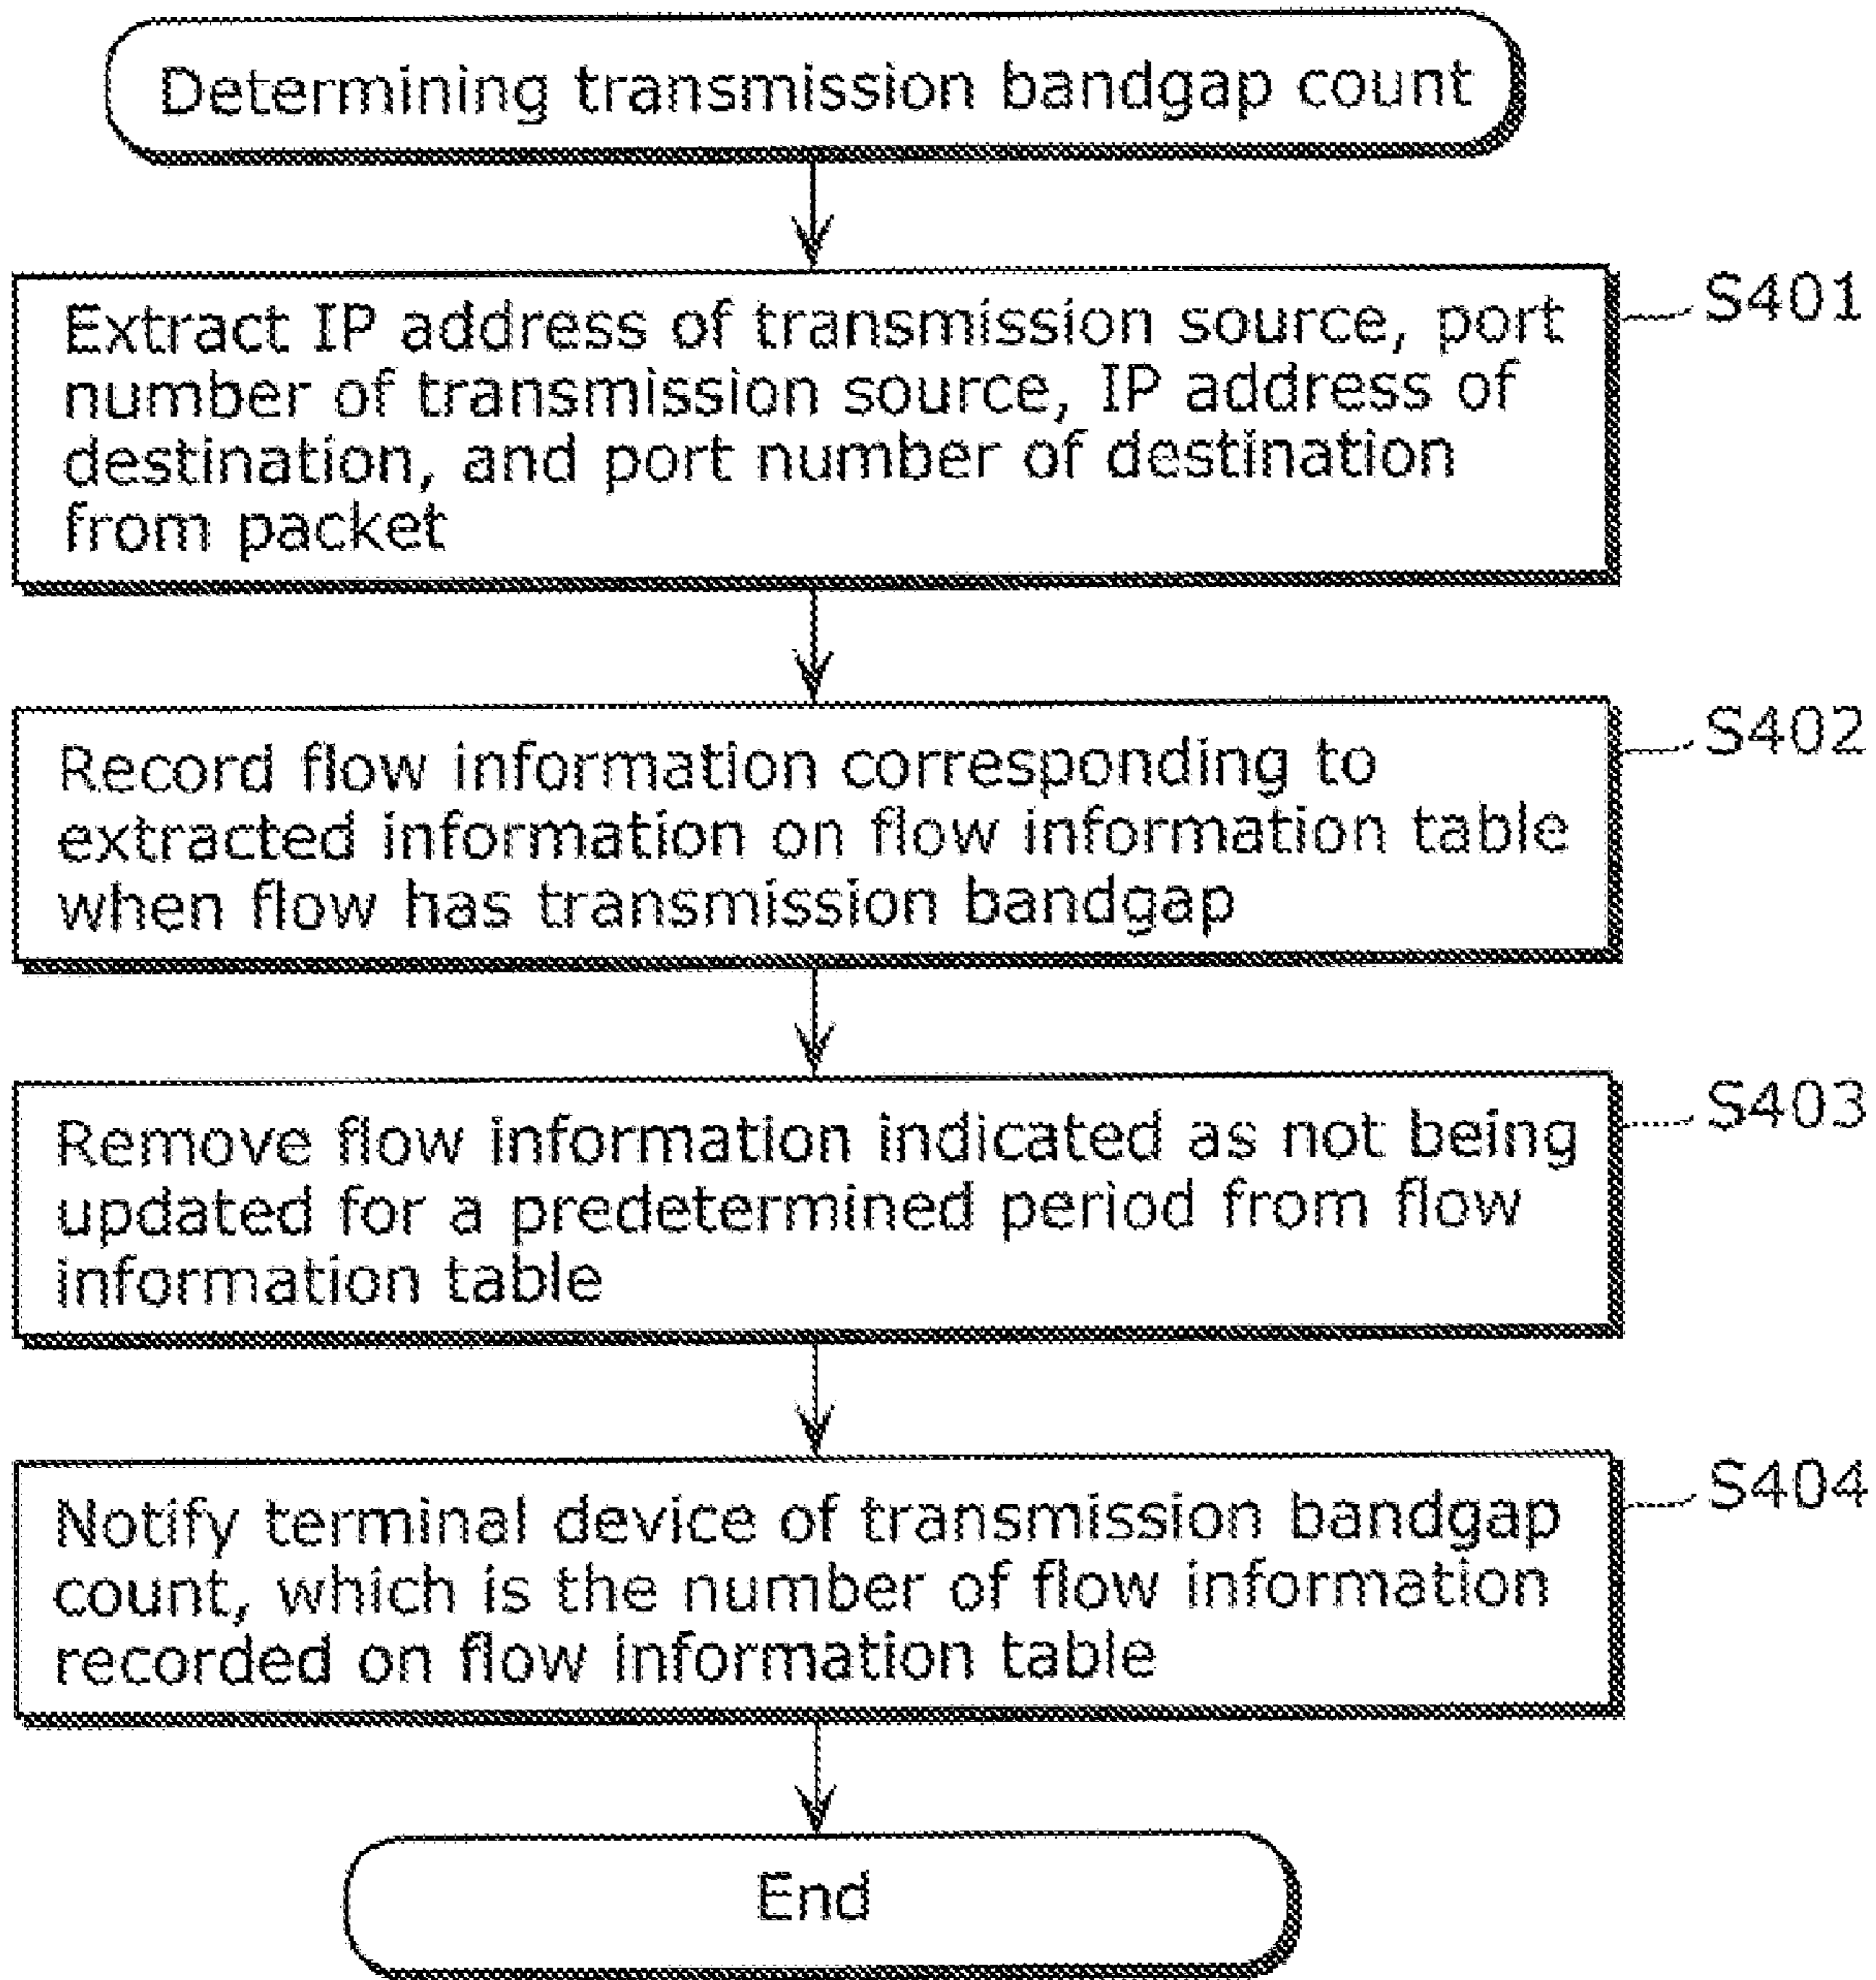 Determining transmission bandgap count
S401
Extract IP address of transmission source, port
number of transmission source, IP address of
destination, and port number of destination
from packet
S402
Record flow information corresponding to
extracted information on flow information table
when flow has transmission bandgap
S403
Remove flow information indicated as not being
updated for a predetermined period from flow
information table
S404
Notify terminal device of transmission bandgap
count, which is the number of flow information
recorded on flow information table
End